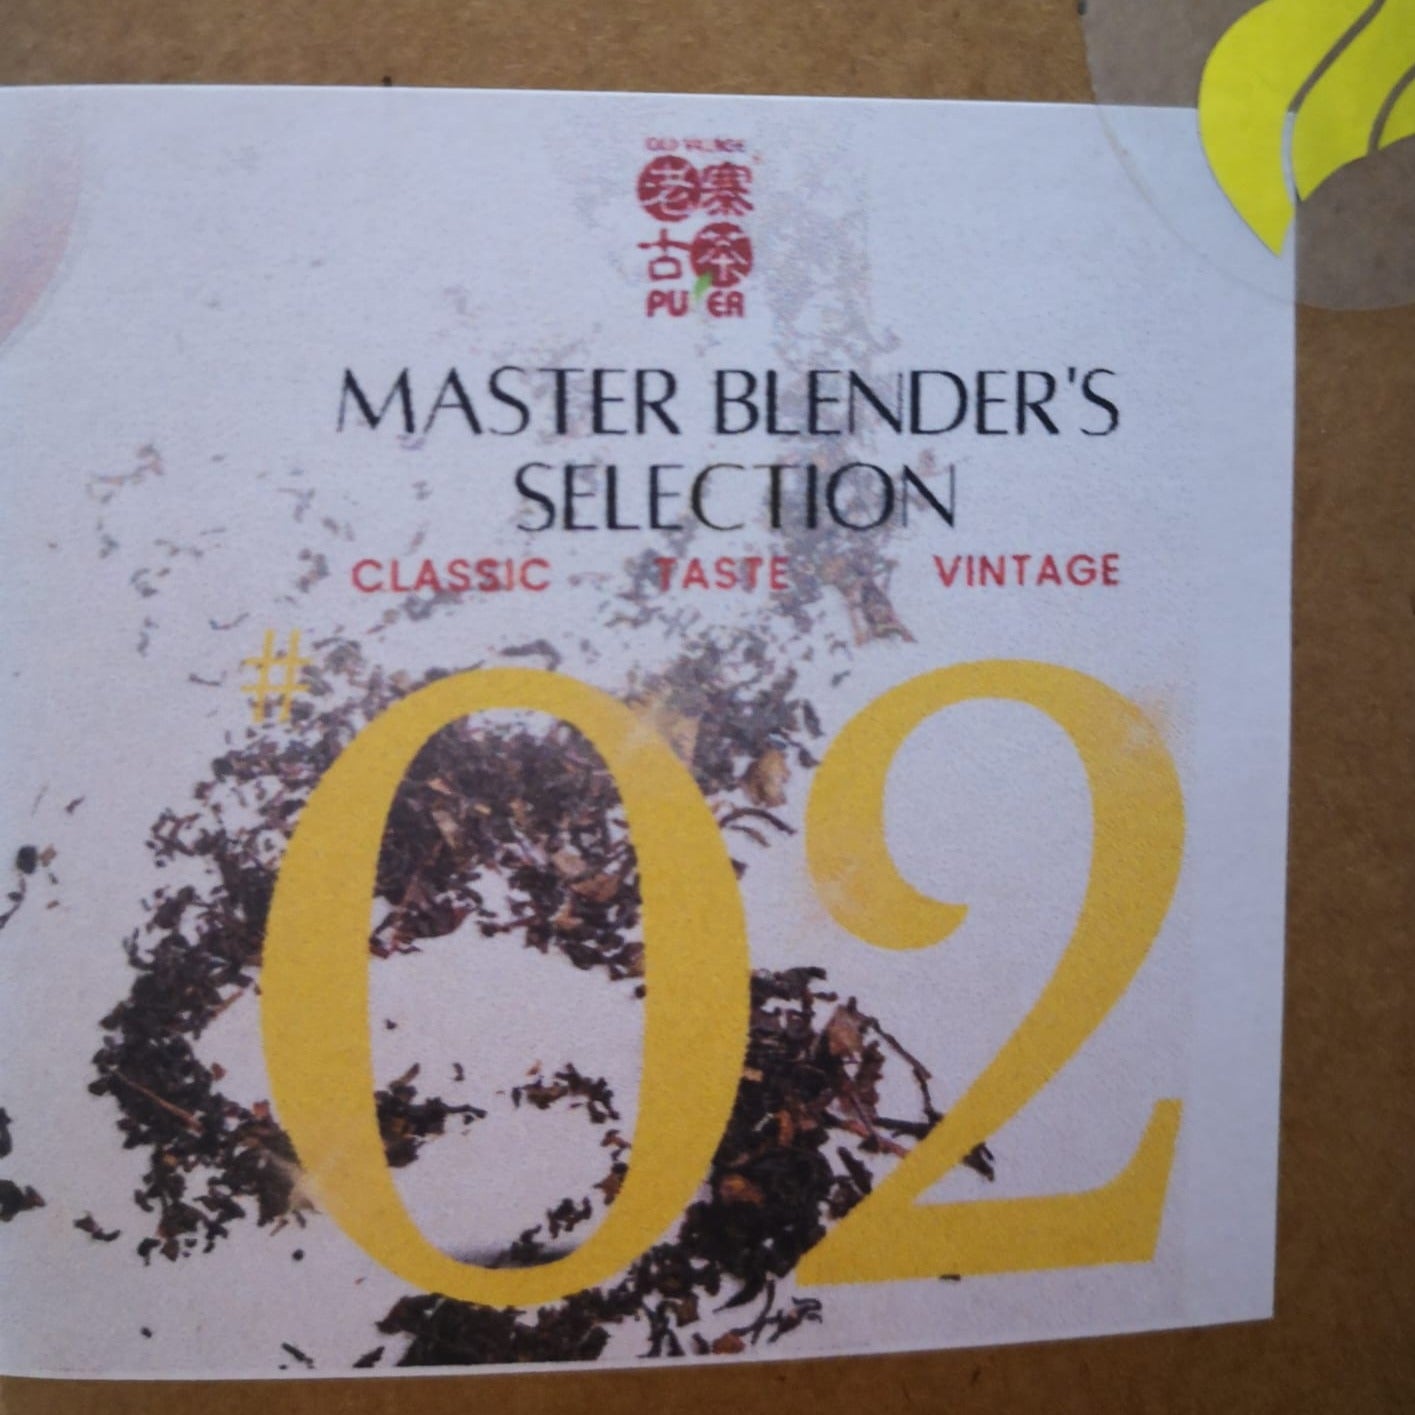 OLD VILLAGE
老寨
古茶
PU'ER
MASTER BLENDER'S
SELECTION
CLASSIC TASTE VINTAGE
#02